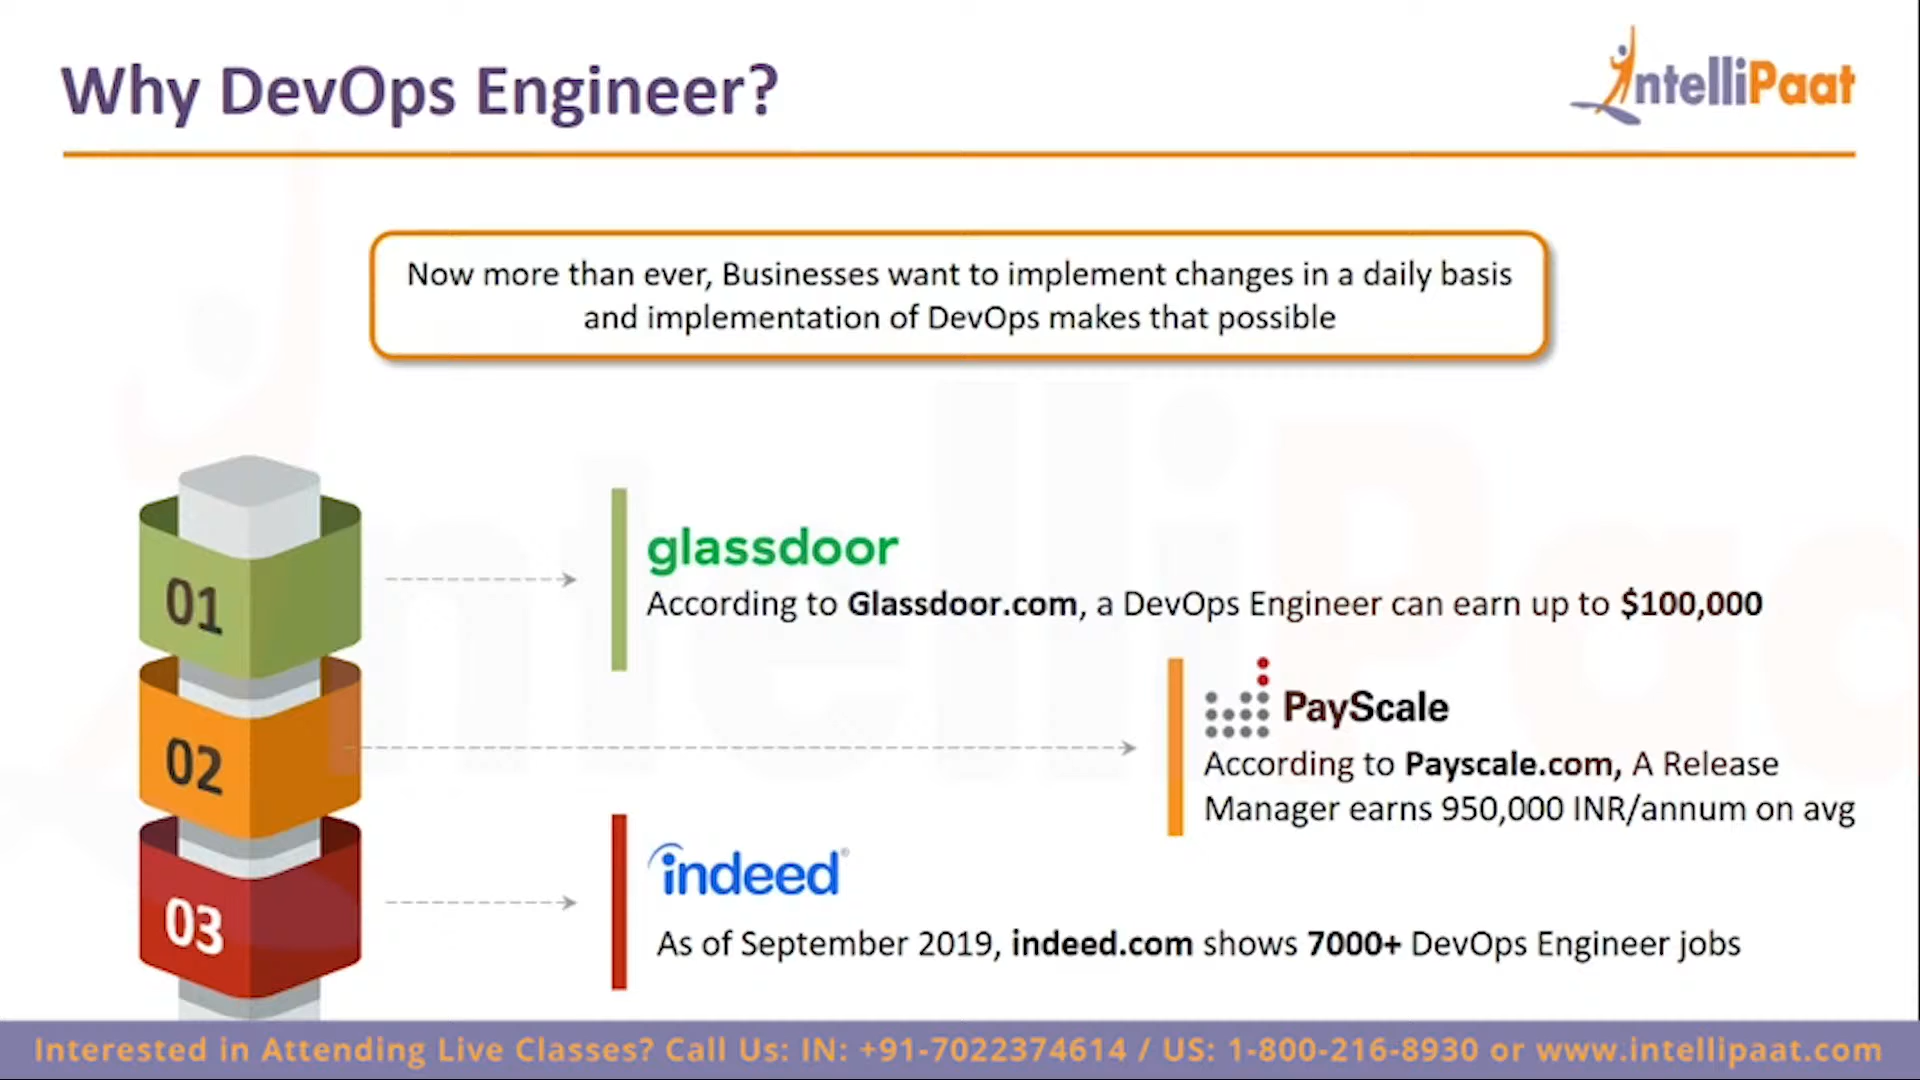 Why DevOps Engineer?
IntelliPaat
Now more than ever, Businesses want to implement changes in a daily basis
and implementation of DevOps makes that possible
01
glassdoor
According to Glassdoor.com, a DevOps Engineer can earn up to $100,000
02
PayScale
According to Payscale.com, A Release
Manager earns 950,000 INR/annum on avg
03
indeed
As of September 2019, indeed.com shows 7000+ DevOps Engineer jobs
Interested in Attending Live Classes? Call Us: IN: +91-7022374614 / US: 1-800-216-8930 or www.intellipaat.com